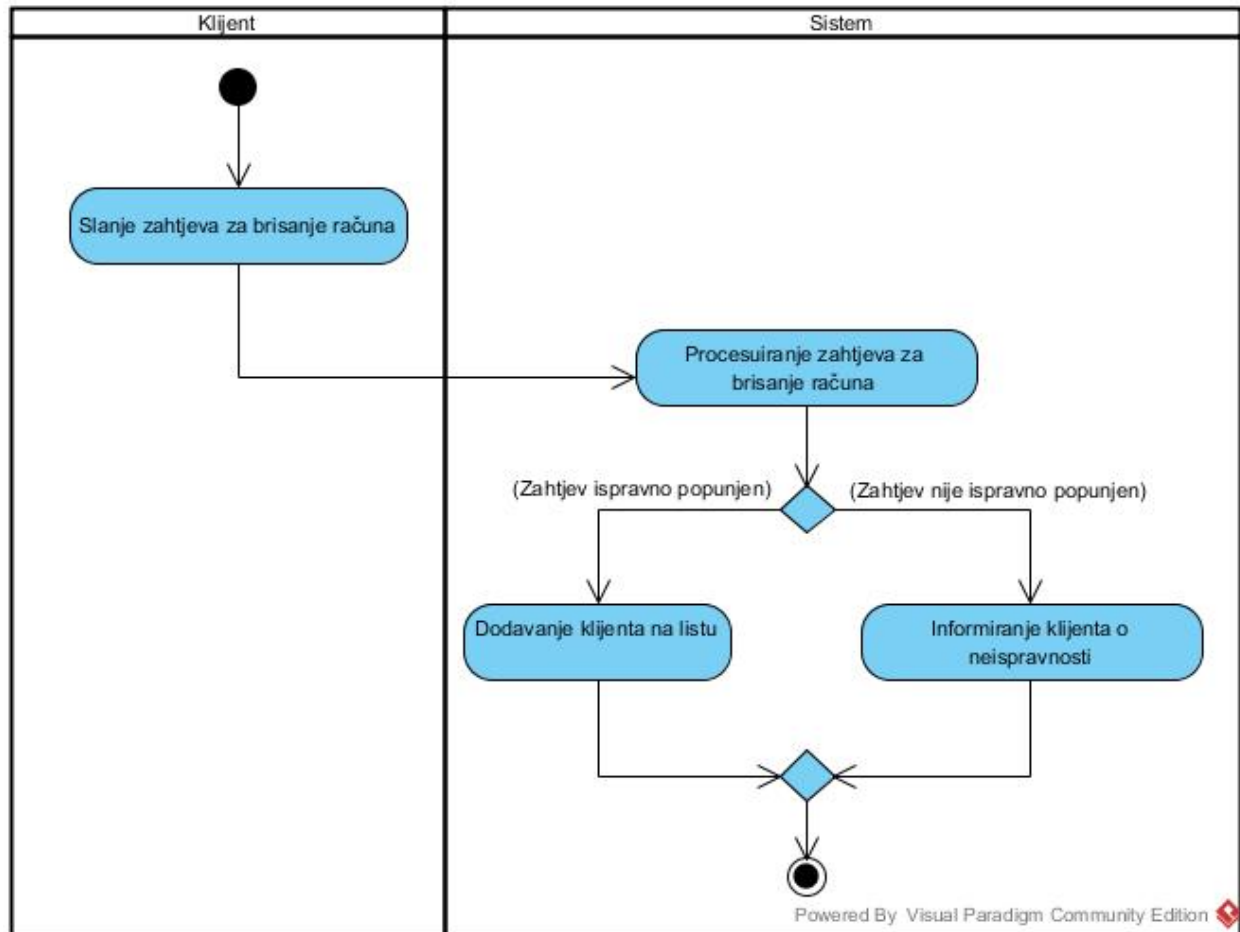 Klijent
Sistem
Slanje zahtjeva za brisanje računa
Procesuiranje zahtjeva za
brisanje računa
(Zahtjev ispravno popunjen)
(Zahtjev nije ispravno popunjen)
Dodavanje klijenta na listu
Informiranje klijenta o
neispravnosti
Powered By Visual Paradigm Community Edition